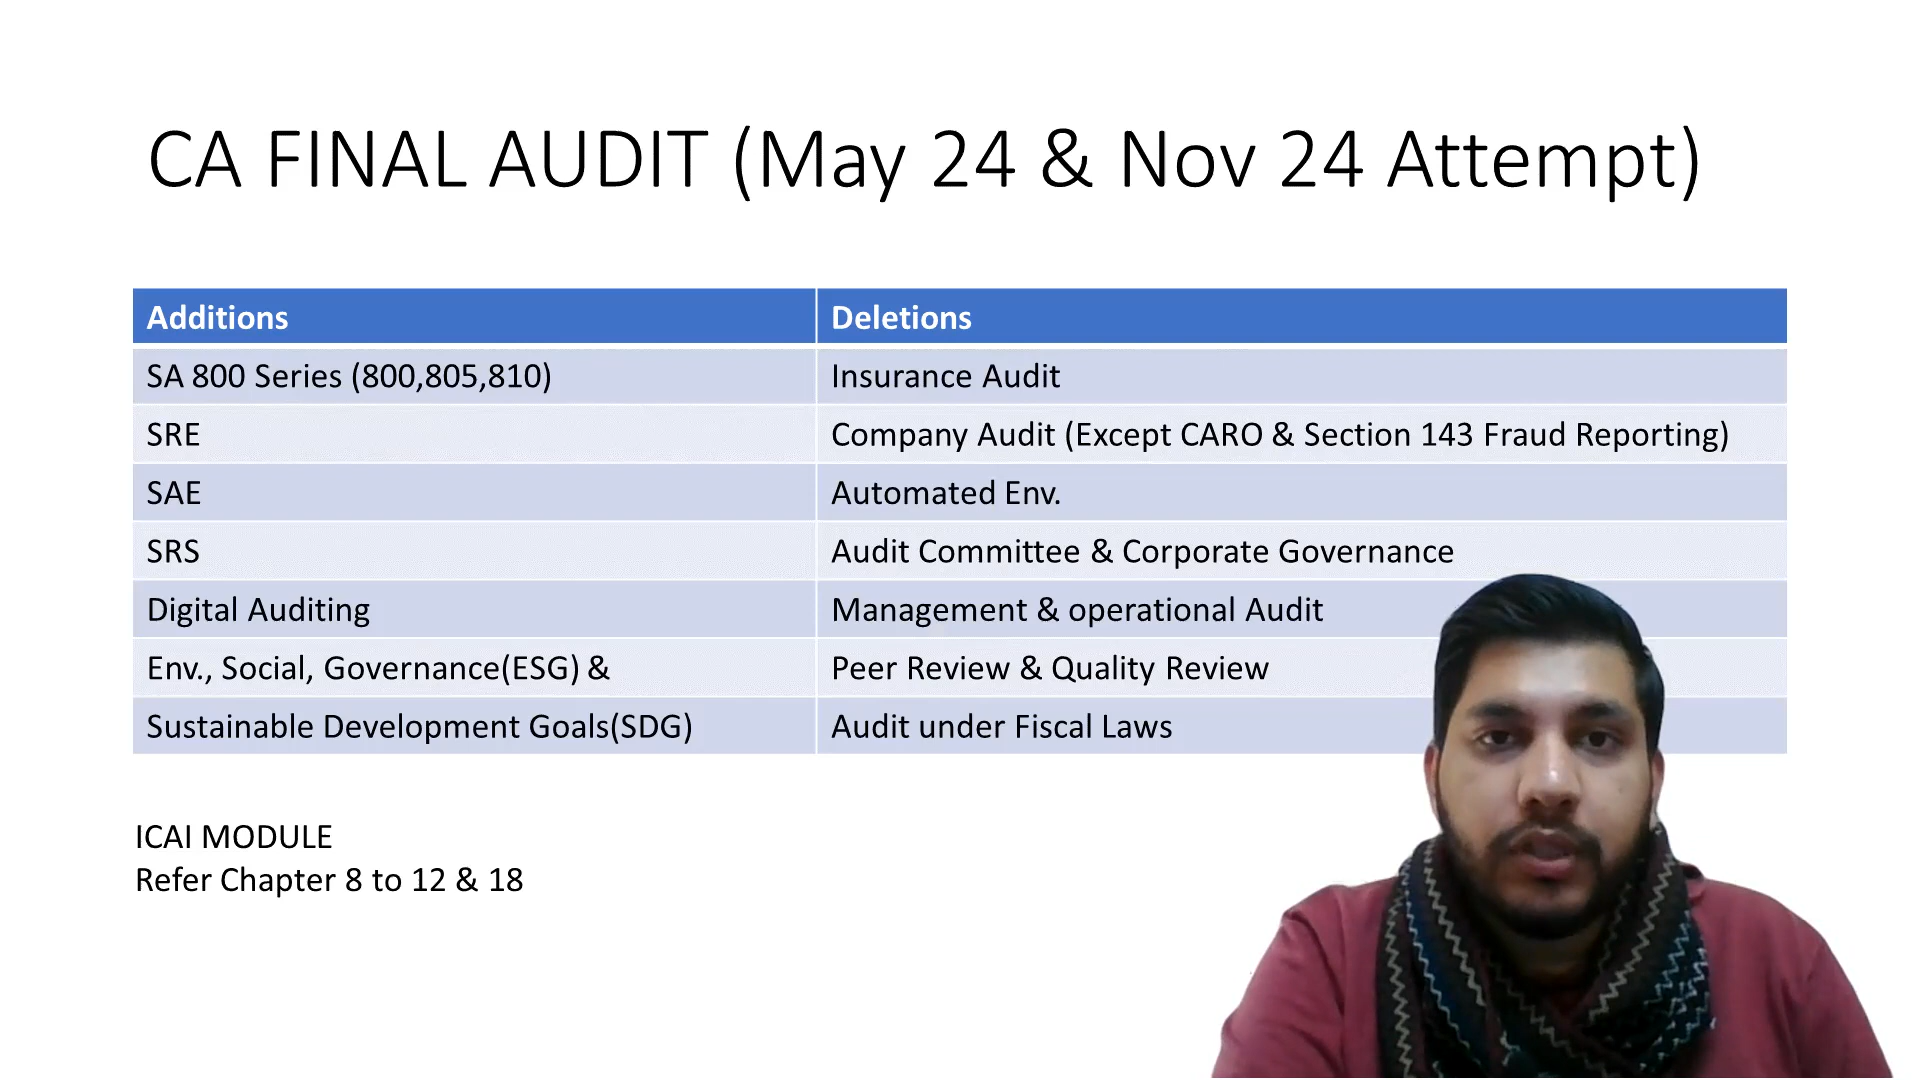 CA FINAL AUDIT (May 24 & Nov 24 Attempt)
Additions
Deletions
SA 800 Series (800,805,810)
Insurance Audit
SRE
Company Audit (Except CARO & Section 143 Fraud Reporting)
SAE
Automated Env.
SRS
Audit Committee & Corporate Governance
Digital Auditing
Management & operational Audit
Env., Social, Governance(ESG) &
Peer Review & Quality Review
Sustainable Development Goals(SDG)
Audit under Fiscal Laws
ICAI MODULE
Refer Chapter 8 to 12 & 18